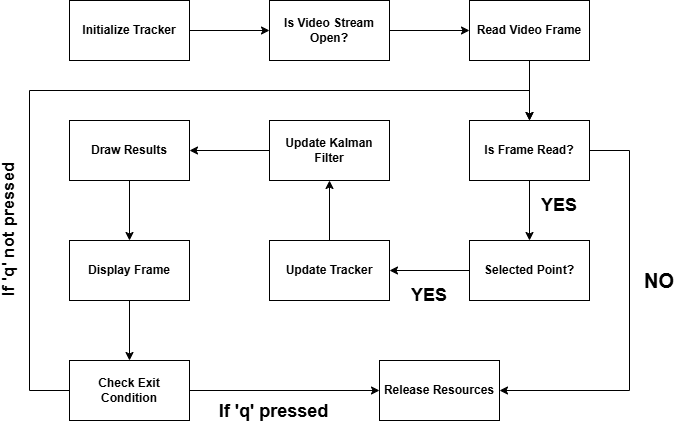 Initialize Tracker
Is Video Stream
Open?
Read Video Frame
Draw Results
Update Kalman
Filter
Is Frame Read?
YES
If 'q' not pressed
Display Frame
Update Tracker
Selected Point?
YES
NO
Check Exit
Condition
If 'q' pressed
Release Resources